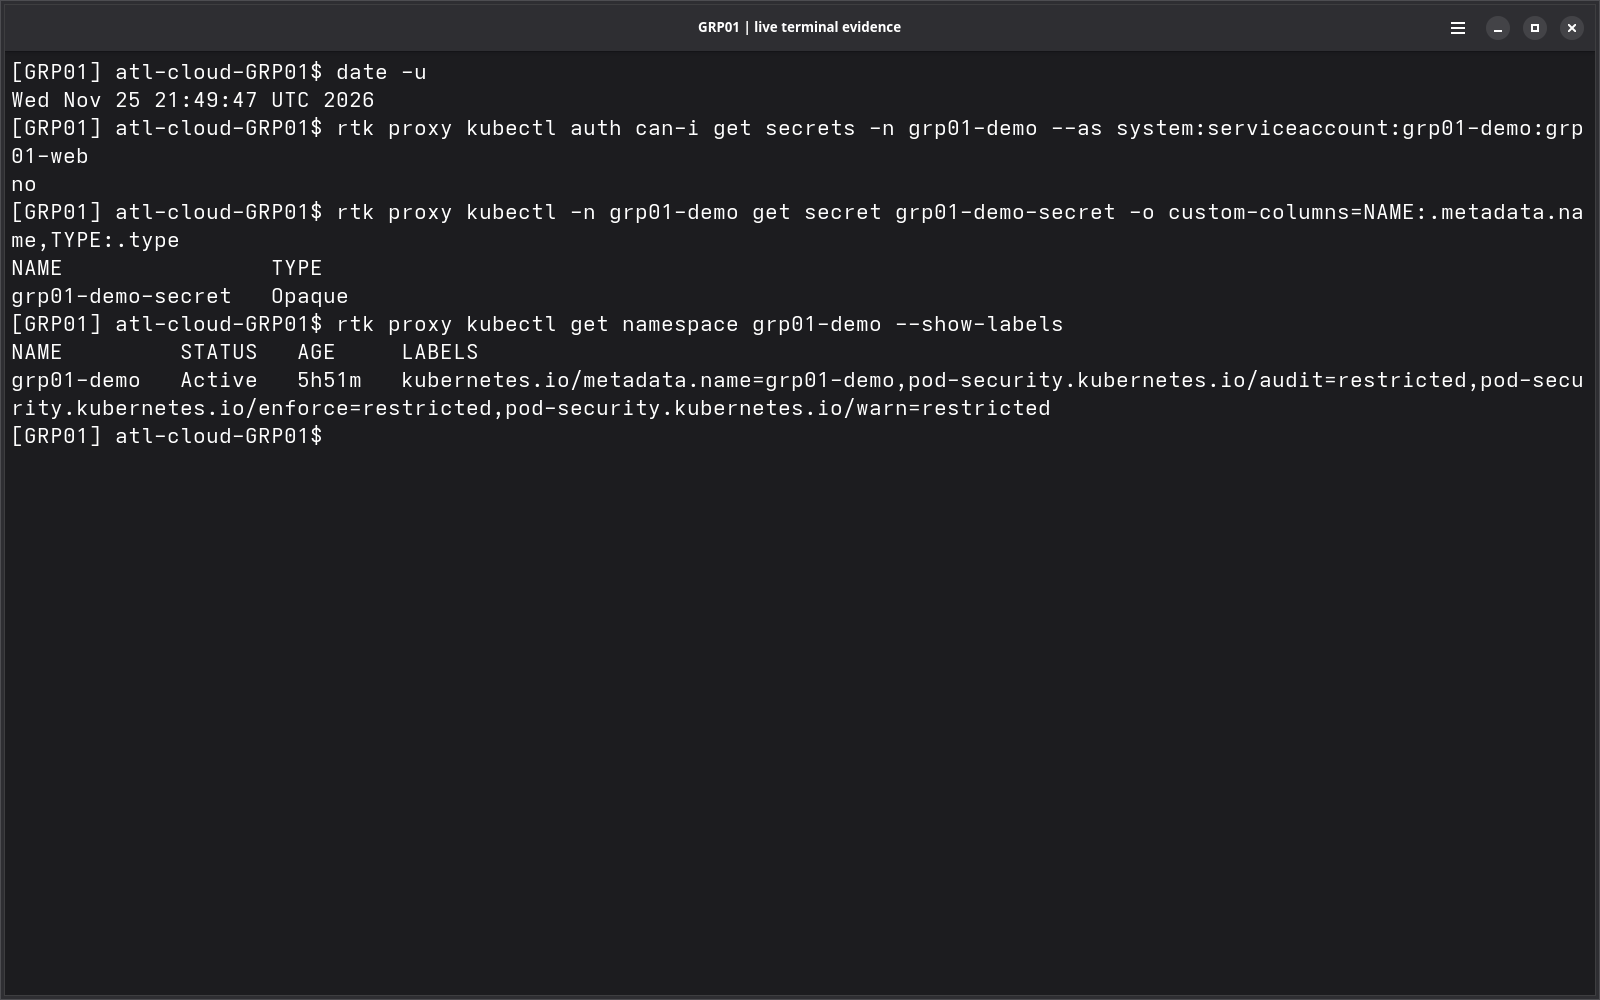 GRP01 | live terminal evidence
[GRP01] atl-cloud-GRP01$ date -u
Wed Nov 25 21:49:47 UTC 2026
[GRP01] atl-cloud-GRP01$ rtk proxy kubectl auth can-i get secrets -n grp01-demo --as system:serviceaccount:grp01-demo:grp
01-web
no
[GRP01] atl-cloud-GRP01$ rtk proxy kubectl -n grp01-demo get secret grp01-demo-secret -o custom-columns=NAME:.metadata.na
me,TYPE:.type
NAME                TYPE
grp01-demo-secret   Opaque
[GRP01] atl-cloud-GRP01$ rtk proxy kubectl get namespace grp01-demo --show-labels
NAME         STATUS   AGE     LABELS
grp01-demo   Active   5h51m   kubernetes.io/metadata.name=grp01-demo,pod-security.kubernetes.io/audit=restricted,pod-secu
rity.kubernetes.io/enforce=restricted,pod-security.kubernetes.io/warn=restricted
[GRP01] atl-cloud-GRP01$